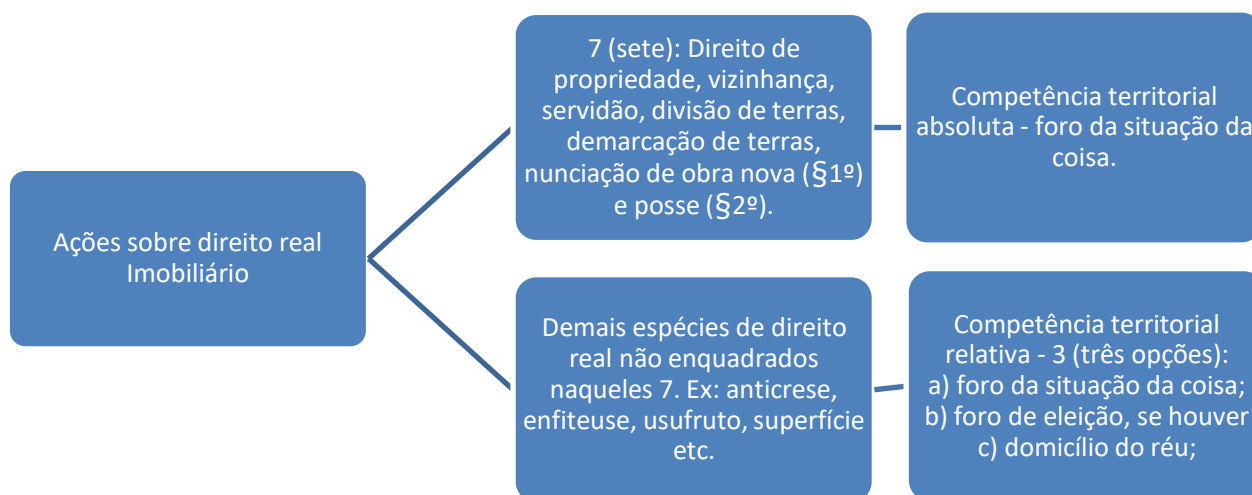 Ações sobre direito real
Imobiliário
7 (sete): Direito de
propriedade, vizinhança,
servidão, divisão de terras,
demarcação de terras,
nunciação de obra nova (§1º)
e posse (§2º).
Competência territorial
absoluta - foro da situação da
coisa.
Demais espécies de direito
real não enquadrados
naqueles 7. Ex: anticrese,
enfiteuse, usufruto, superfície
etc.
Competência territorial
relativa - 3 (três opções):
a) foro da situação da coisa;
b) foro de eleição, se houver
c) domicílio do réu;